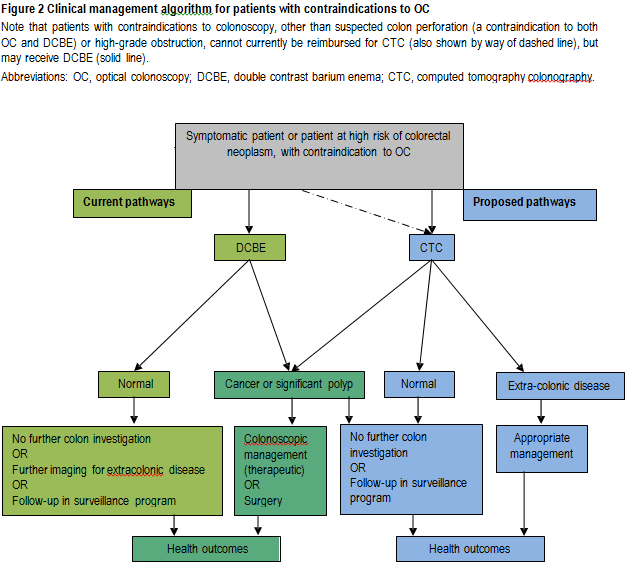 Figure 2 Clinical management algorithm for patients with contraindications to OC
Note that patients with contraindications to colonoscopy, other than suspected colon perforation (a contraindication to both
OC and DCBE) or high-grade obstruction, cannot currently be reimbursed for CTC (also shown by way of dashed line), but
may receive DCBE (solid line).
Abbreviations: OC, optical colonoscopy; DCBE, double contrast barium enema; CTC, computed tomography colonography.
Symptomatic patient or patient at high risk of colorectal
neoplasm, with contraindication to OC
Current pathways
Proposed pathways
DCBE
CTC
Normal
Cancer or significant polyp
Normal
Extra-colonic disease
No further colon investigation
OR
Further imaging for extracolonic disease
OR
Follow-up in surveillance program
Colonoscopic
management
(therapeutic)
OR
Surgery
No further colon
investigation
OR
Follow-up in surveillance
program
Appropriate
management
Health outcomes
Health outcomes